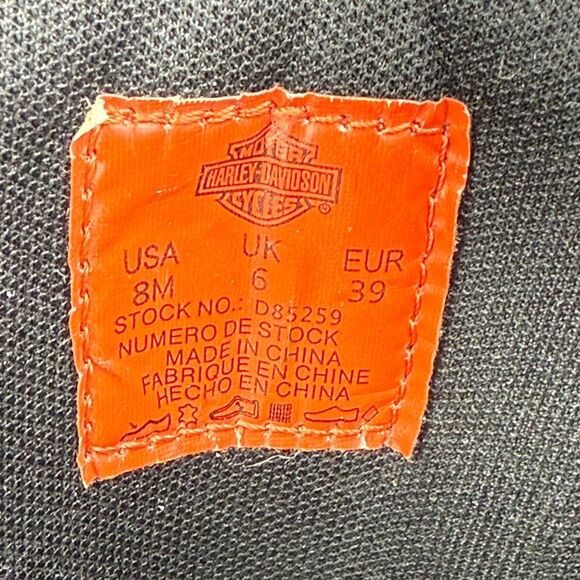 MOTOR
HARLEY-DAVIDSON
CYCLES ®
USA UK EUR
8M 6 39
STOCK NO.: D85259
NUMERO DE STOCK
MADE IN CHINA
FABRIQUE EN CHINE
HECHO EN CHINA